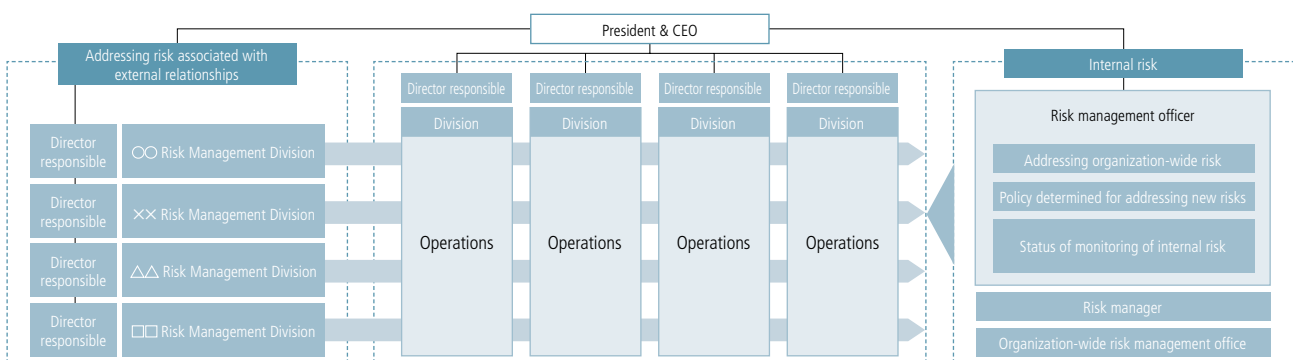 President & CEO
Addressing risk associated with
external relationships
Director
responsible
○○ Risk Management Division
Director
responsible
×× Risk Management Division
Director
responsible
△△ Risk Management Division
Director
responsible
□□ Risk Management Division
Director responsible
Director responsible
Director responsible
Director responsible
Division
Division
Division
Division
Operations
Operations
Operations
Operations
Internal risk
Risk management officer
Addressing organization-wide risk
Policy determined for addressing new risks
Status of monitoring of internal risk
Risk manager
Organization-wide risk management office